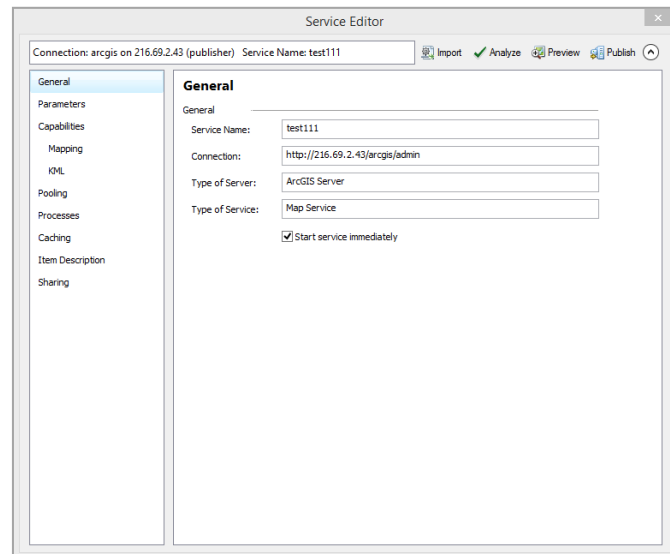 Service Editor
Connection: arcgis on 216.69.2.43 (publisher) Service Name: test111
Import
Analyze
Preview
Publish
General
Parameters
Capabilities
Mapping
KML
Pooling
Processes
Caching
Item Description
Sharing
General
General
Service Name: test111
Connection: http://216.69.2.43/arcgis/admin
Type of Server: ArcGIS Server
Type of Service: Map Service
Start service immediately